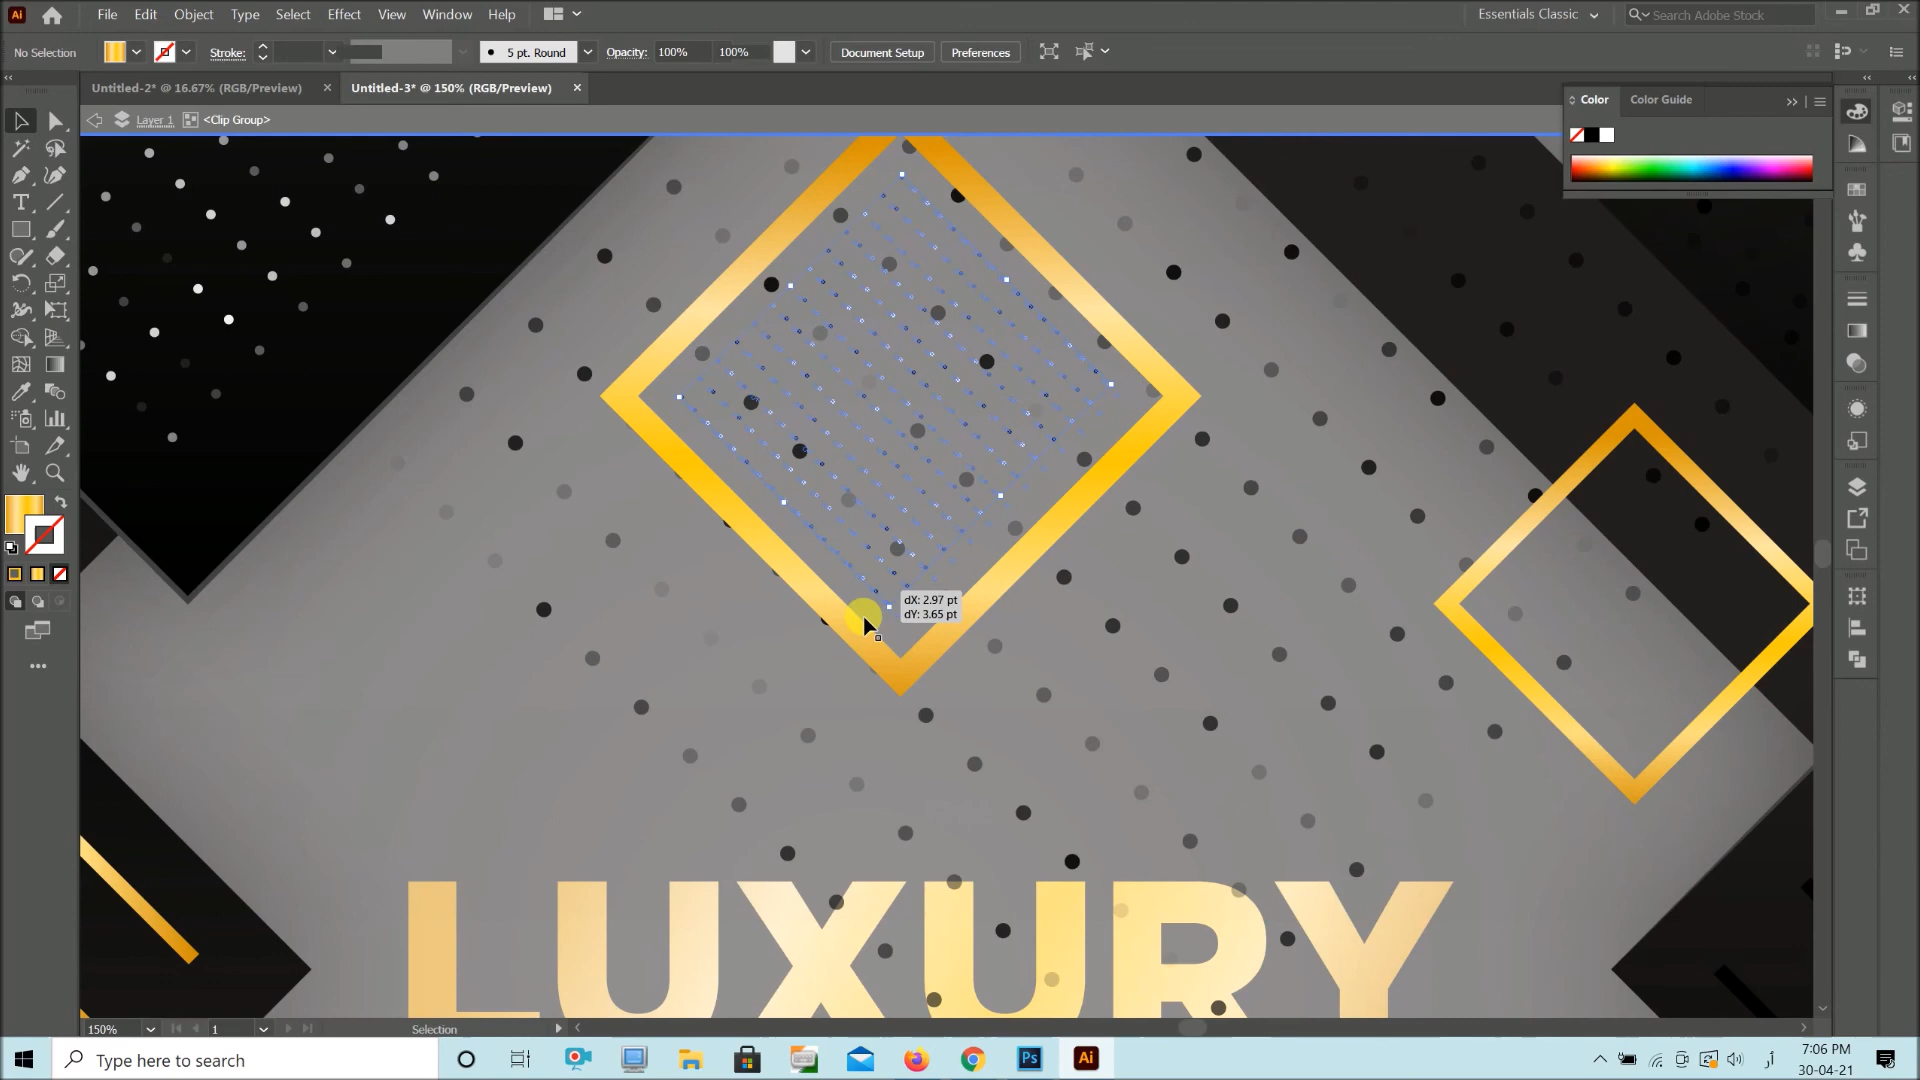 Ai
File
Edit
Object
Type
Select
Effect
View
Window
Help
Essentials Classic
Search Adobe Stock
No Selection
Stroke:
5 pt. Round
Opacity:
100%
100%
Document Setup
Preferences
Untitled-2* @ 16.67% (RGB/Preview)
Untitled-3* @ 150% (RGB/Preview)
Color
Color Guide
Layer 1
<Clip Group>
dX: 2.97 pt
dY: 3.65 pt
LUXURY
150%
1
Selection
Type here to search
Ps
Ai
7:06 PM
30-04-21